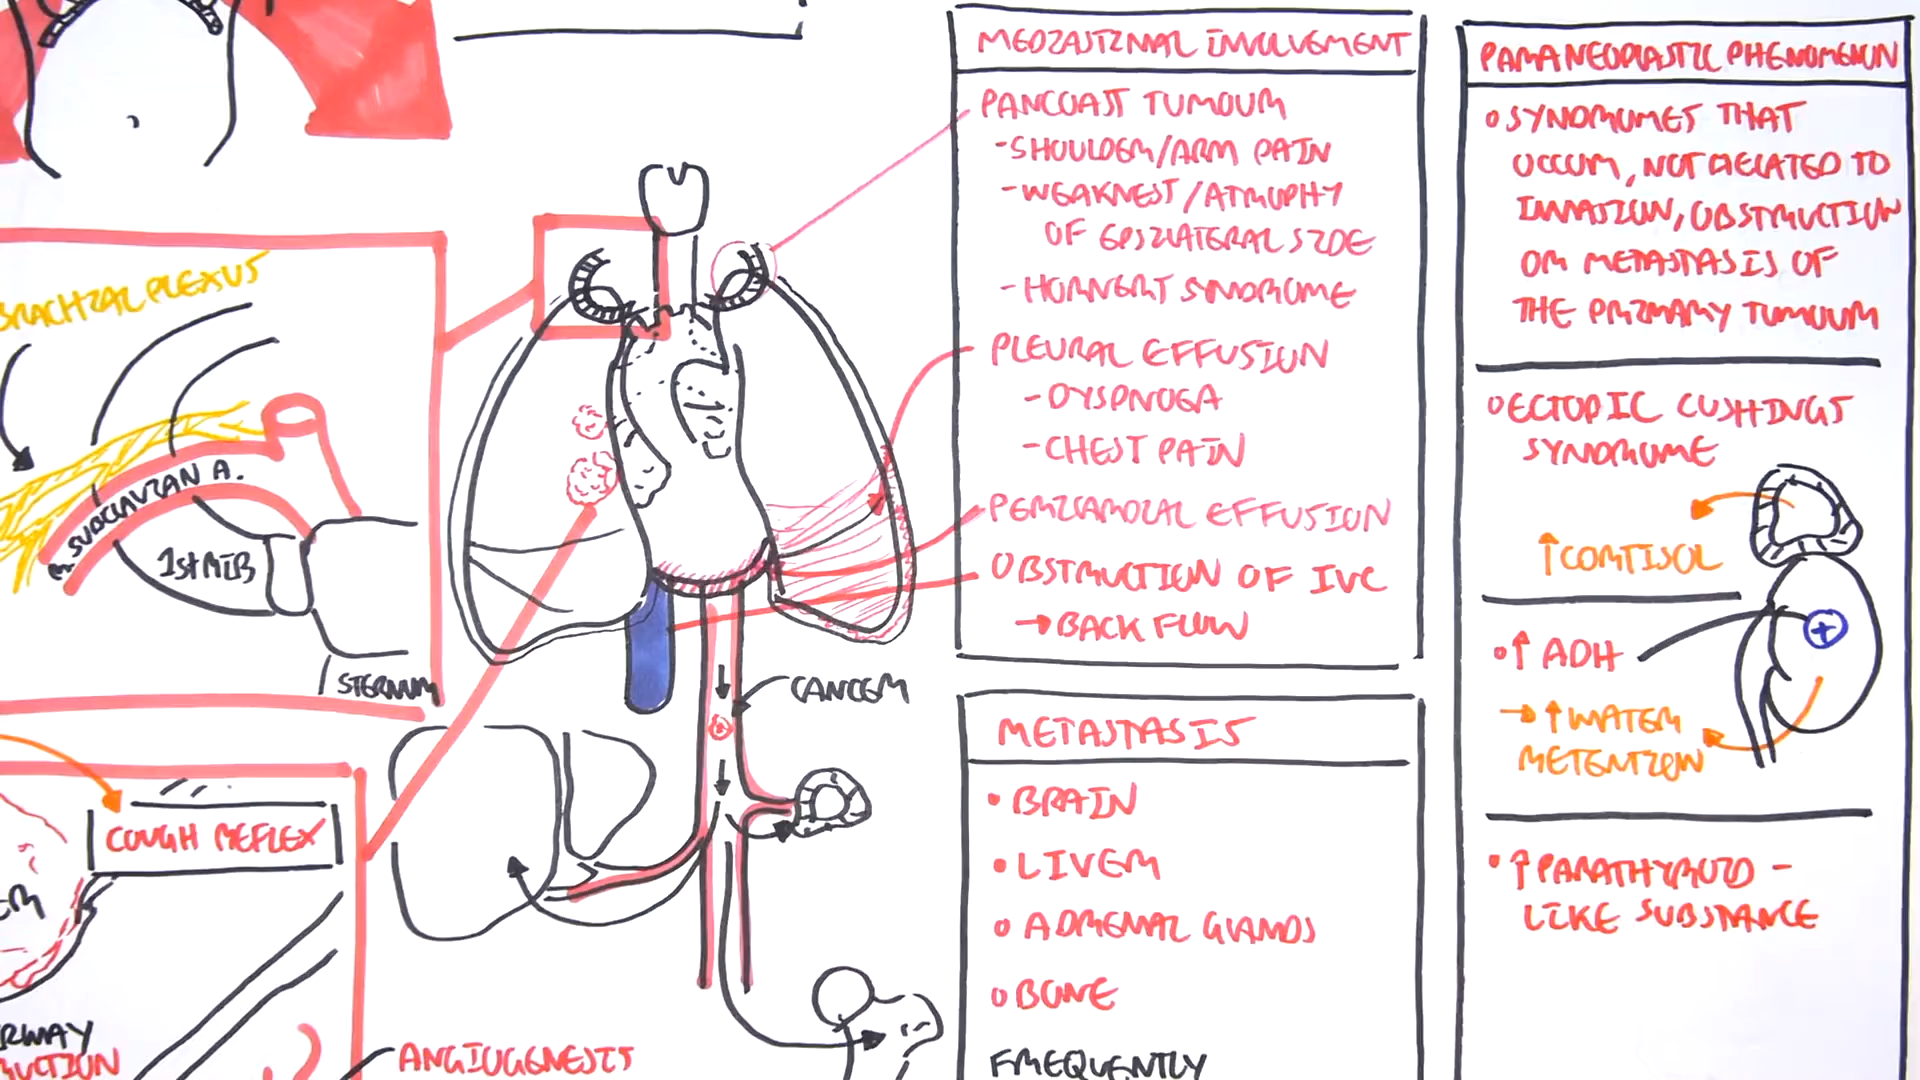 BRACHIAL PLEXUS
SUBCLAVIAN A.
1ST RIB
STERNUM
COUGH REFLEX
ANGIOGENESIS
CANCER
MEDIASTINAL INVOLVEMENT
PANCOAST TUMOUR
-SHOULDER/ARM PAIN
-WEAKNESS/ATROPHY
OF EPSILATERAL SIDE
-HORNERS SYNDROME
PLEURAL EFFUSION
-DYSPNOEA
-CHEST PAIN
PERICARDIAL EFFUSION
OBSTRUCTION OF IVC
→BACK FLOW
METASTASIS
•BRAIN
•LIVER
•ADRENAL GLANDS
•BONE
FREQUENTLY
PARANEOPLASTIC PHENOMENON
•SYNDROMES THAT
OCCUR, NOT RELATED TO
INVASION, OBSTRUCTION
OR METASTASIS OF
THE PRIMARY TUMOUR
•ECTOPIC CUSHINGS
SYNDROME
↑CORTISOL
•↑ ADH
→↑WATER
RETENTION
•↑PARATHYROID-
LIKE SUBSTANCE